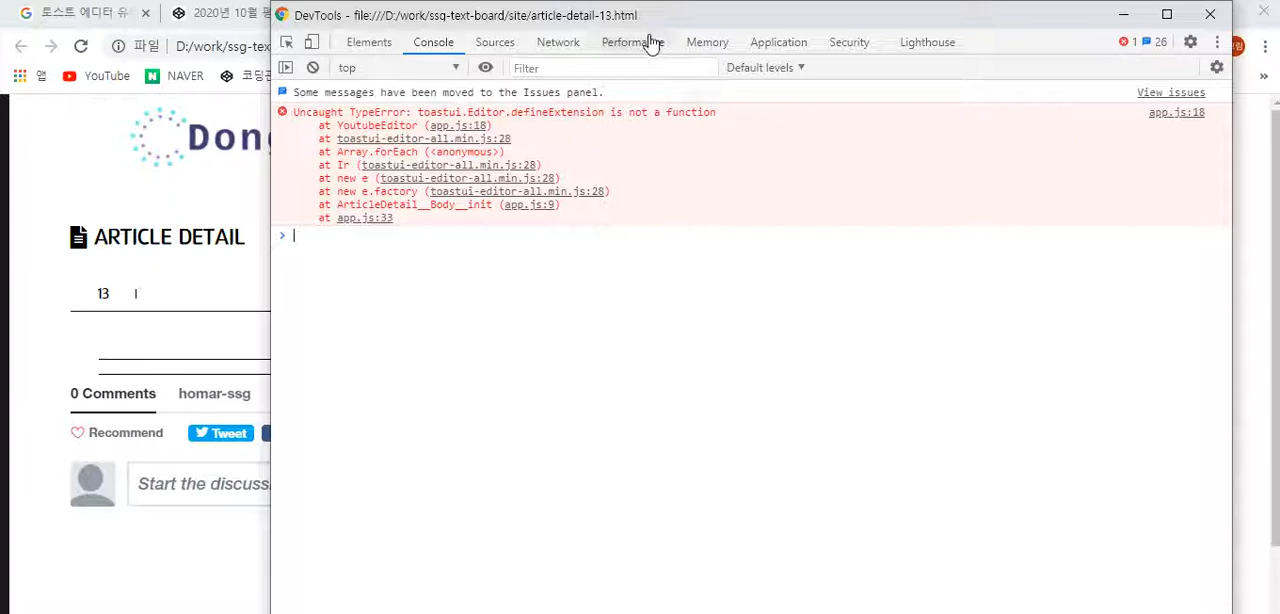 토스트 에디터 유
2020년 10월 평
DevTools - file:///D:/work/ssq-text-board/site/article-detail-13.html
파일
D:/work/ssg-tex
앱
YouTube
NAVER
코딩
Elements
Console
Sources
Network
Performance
Memory
Application
Security
Lighthouse
1
26
top
Filter
Default levels
Some messages have been moved to the Issues panel.
View issues
Uncaught TypeError: toastui.Editor.defineExtension is not a function
app.js:18
at YoutubeEditor (app.js:18)
at toastui-editor-all.min.js:28
at Array.forEach (<anonymous>)
at Ir (toastui-editor-all.min.js:28)
at new e (toastui-editor-all.min.js:28)
at new e.factory (toastui-editor-all.min.js:28)
at ArticleDetail__Body__init (app.js:9)
at app.js:33
Dong
ARTICLE DETAIL
13
0 Comments
homar-ssg
Recommend
Tweet
Start the discuss